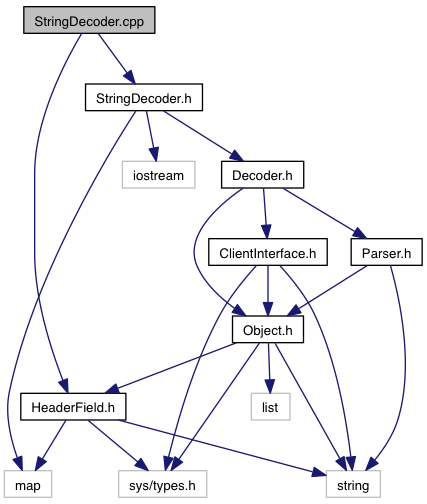 StringDecoder.cpp
StringDecoder.h
iostream
Decoder.h
ClientInterface.h
Parser.h
Object.h
HeaderField.h
list
map
sys/types.h
string